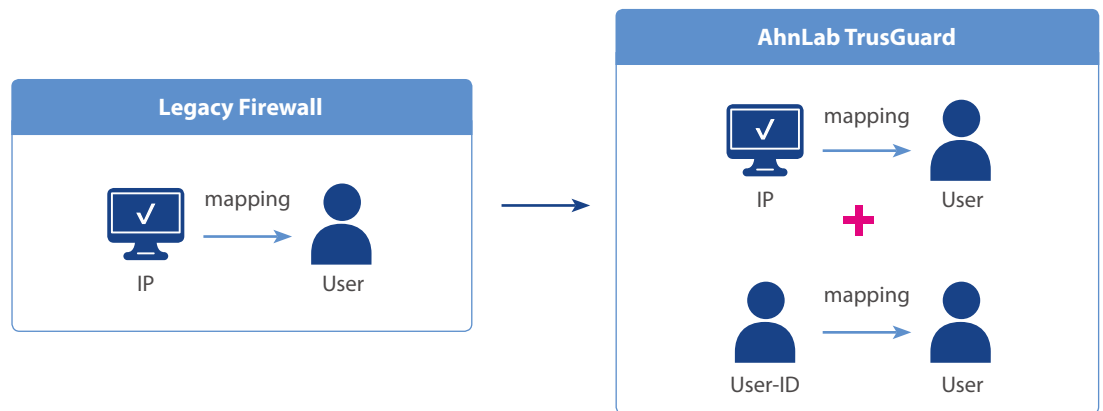 Legacy Firewall
mapping
IP
User
AhnLab TrusGuard
mapping
IP
User
mapping
User-ID
User